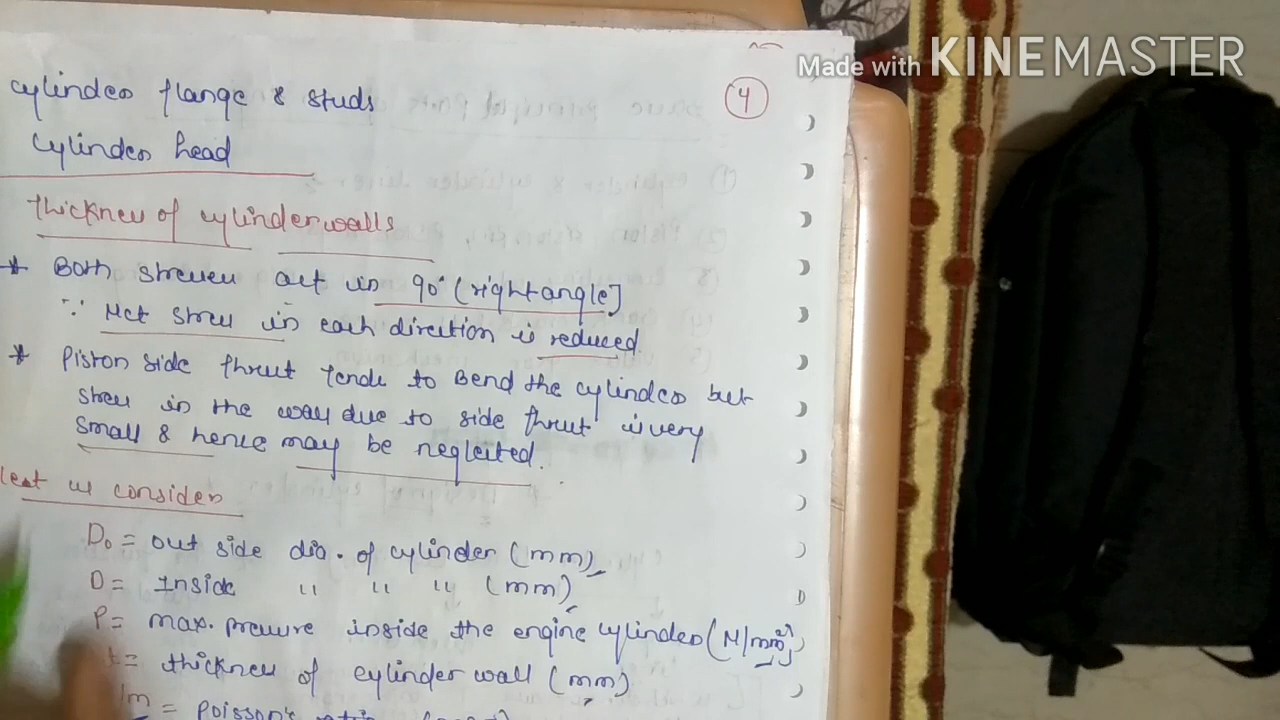 Made with KINEMASTER
4
cylinder flange & studs
Cylinder head
thickness of cylinder walls
* Both stresses act in 90° (right angle)
∵ Net stress in each direction is reduced
* Piston side thrust tends to Bend the cylinder but
stress in the wall due to side thrust is very
small & hence may be neglected.
Let us consider
D₀ = out side dia. of cylinder (mm)
D = Inside " " " (mm)
P = max. pressure inside the engine cylinder (N/mm²)
t = thickness of cylinder wall (mm)
1/m = Poisson's ratio